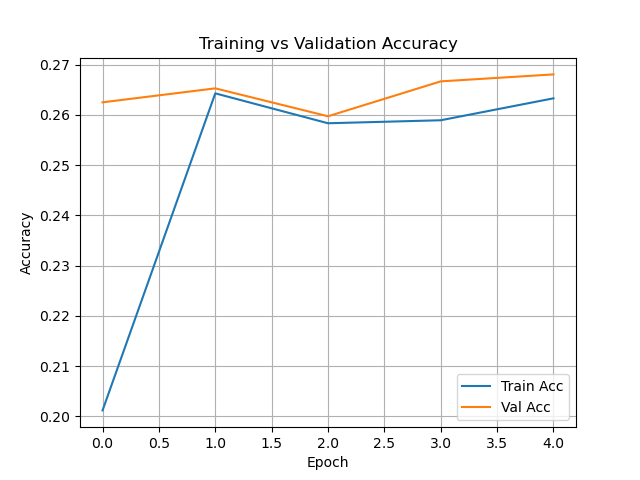 Training vs Validation Accuracy
0.27
0.26
0.25
0.24
0.23
0.22
0.21
0.20
Accuracy
0.0 0.5 1.0 1.5 2.0 2.5 3.0 3.5 4.0
Epoch
Train Acc
Val Acc